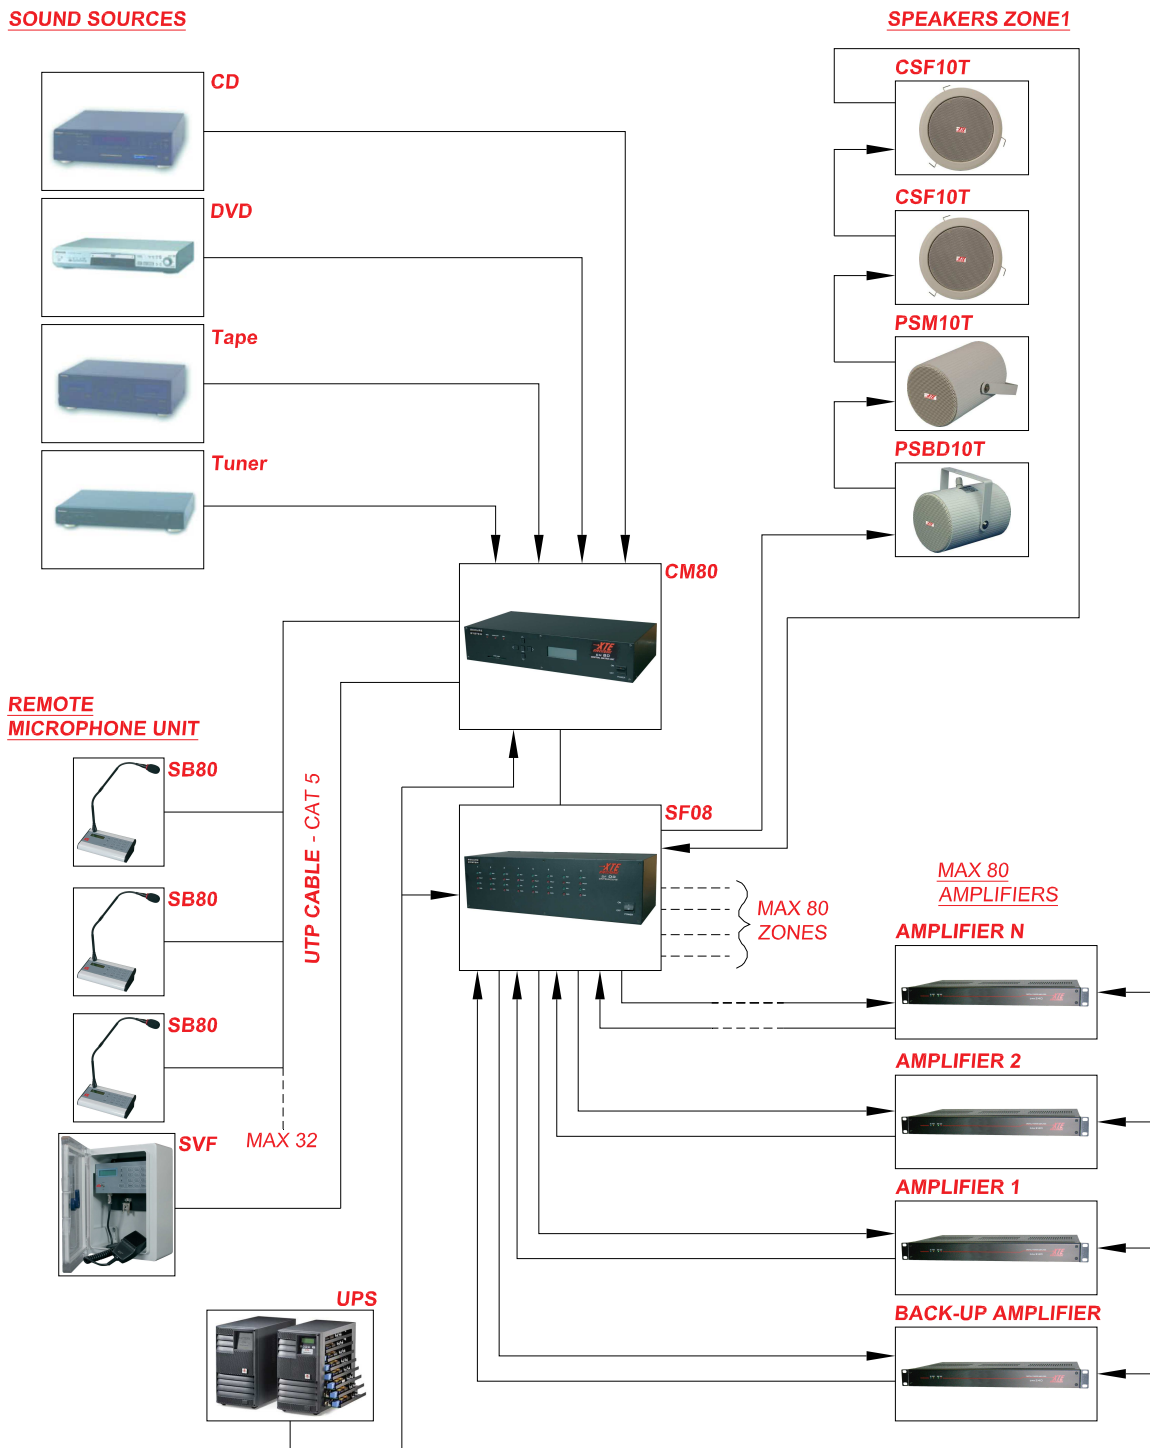 SOUND SOURCES
SPEAKERS ZONE1
CD
DVD
Tape
Tuner
CSF10T
CSF10T
PSM10T
PSBD10T
CM80
XTE
REMOTE
MICROPHONE UNIT
SB80
SB80
SB80
SVF
UTP CABLE - CAT 5
MAX 32
SF08
XTE
MAX 80
ZONES
MAX 80
AMPLIFIERS
AMPLIFIER N
AMPLIFIER 2
AMPLIFIER 1
BACK-UP AMPLIFIER
UPS